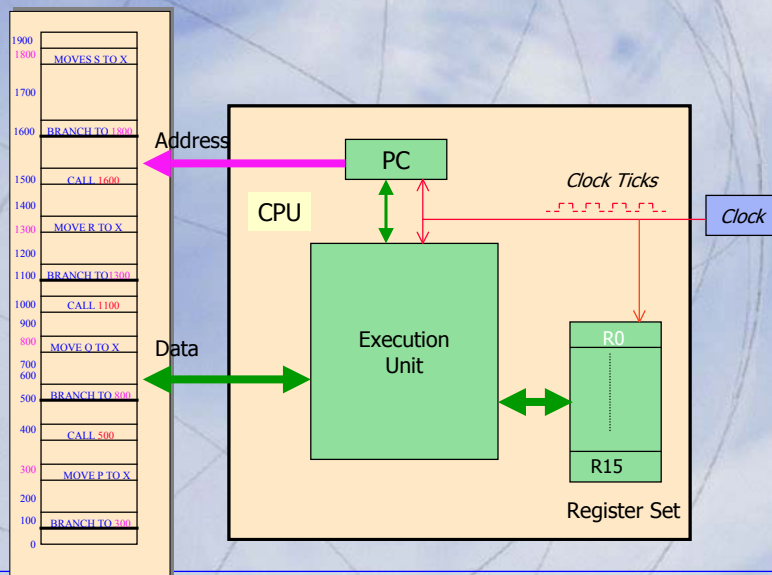 1900
1800
MOVES S TO X
1700
1600
BRANCH TO 1800
1500
CALL 1600
1400
1300
MOVE R TO X
1200
1100
BRANCH TO1300
1000
CALL 1100
900
800
MOVE Q TO X
700
600
BRANCH TO 800
500
400
CALL 500
300
MOVE P TO X
200
100
BRANCH TO 300
0
Address
Data
CPU
PC
Execution
Unit
Clock Ticks
Clock
R0
R15
Register Set